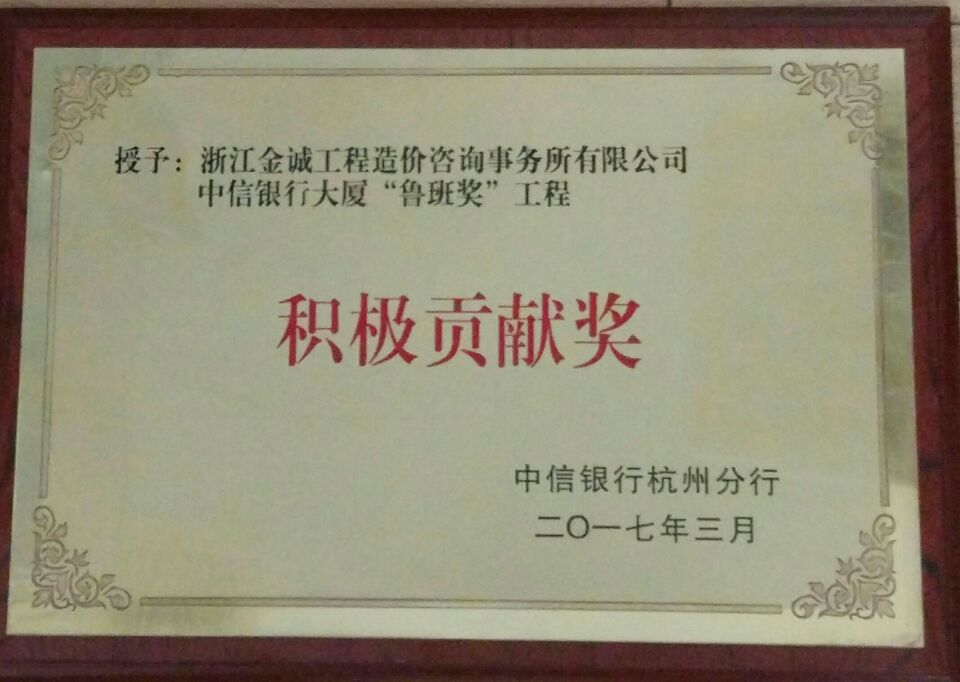 授予：浙江金诚工程造价咨询事务所有限公司
中信银行大厦“鲁班奖”工程
积极贡献奖
中信银行杭州分行
二〇一七年三月